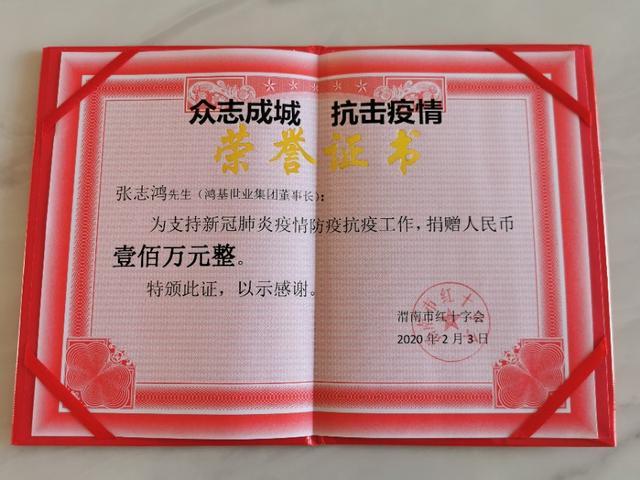 众志成城 抗击疫情
荣誉证书
张志鸿先生（鸿基世业集团董事长）：
为支持新冠肺炎疫情防疫抗疫工作，捐赠人民币
壹佰万元整。
特颁此证，以示感谢。
渭南市红十字会
2020年2月3日